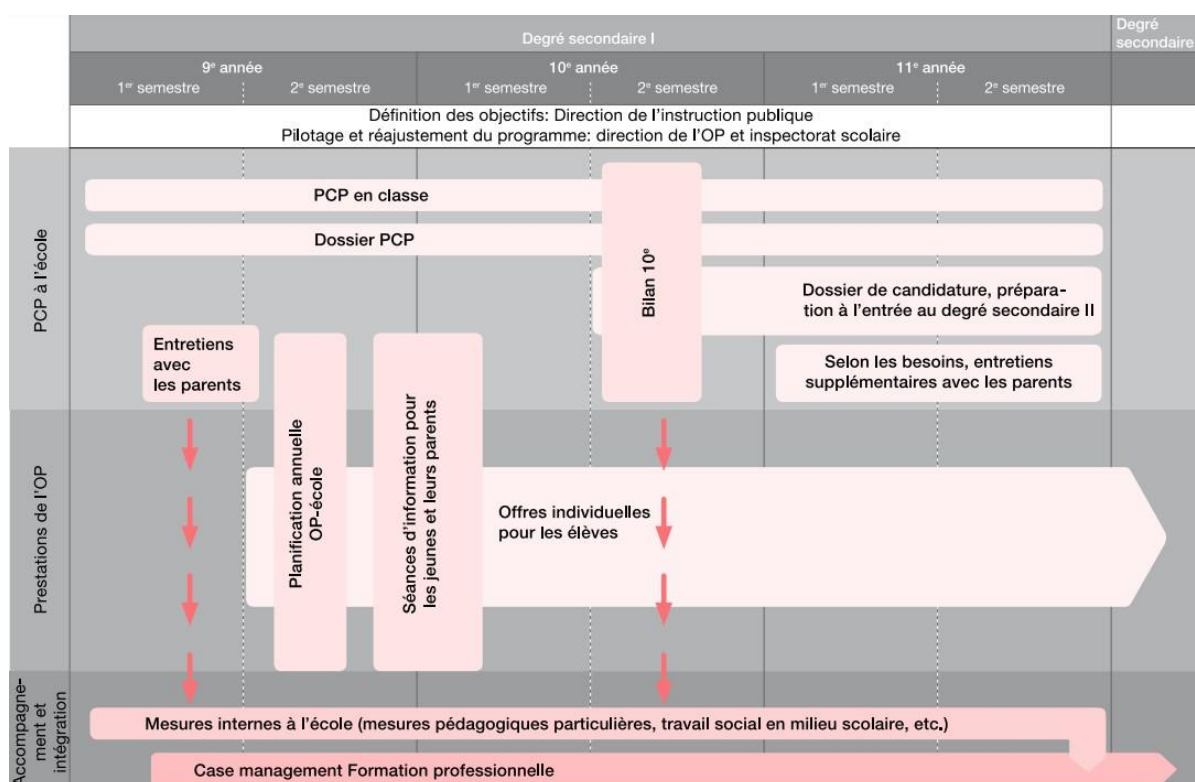 Degré secondaire I
Degré
secondaire
9e année
10e année
11e année
1er semestre
2e semestre
1er semestre
2e semestre
1er semestre
2e semestre
Définition des objectifs: Direction de l'instruction publique
Pilotage et réajustement du programme: direction de l'OP et inspectorat scolaire
PCP à l'école
PCP en classe
Dossier PCP
Bilan 10e
Dossier de candidature, prépara-
tion à l'entrée au degré secondaire II
Entretiens
avec
les parents
Selon les besoins, entretiens
supplémentaires avec les parents
Prestations de l'OP
Planification annuelle
OP-école
Séances d'information pour
les jeunes et leurs parents
Offres individuelles
pour les élèves
Accompagne-
ment et
intégration
Mesures internes à l'école (mesures pédagogiques particulières, travail social en milieu scolaire, etc.)
Case management Formation professionnelle